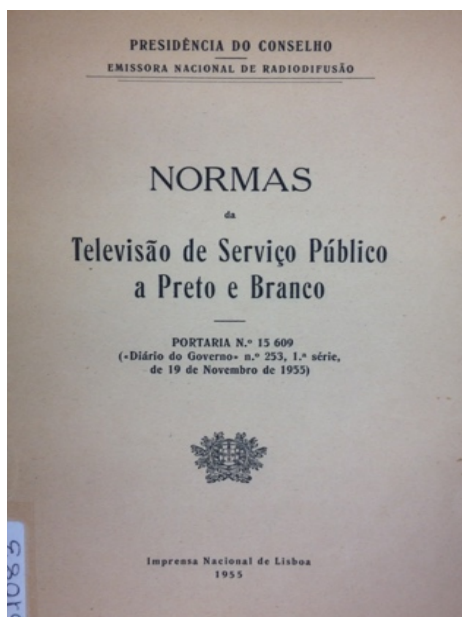 PRESIDÊNCIA DO CONSELHO
EMISSORA NACIONAL DE RADIODIFUSÃO
NORMAS
da
Televisão de Serviço Público
a Preto e Branco
PORTARIA N.º 15 609
(«Diário do Governo» n.º 253, 1.ª série,
de 19 de Novembro de 1955)
Imprensa Nacional de Lisboa
1955